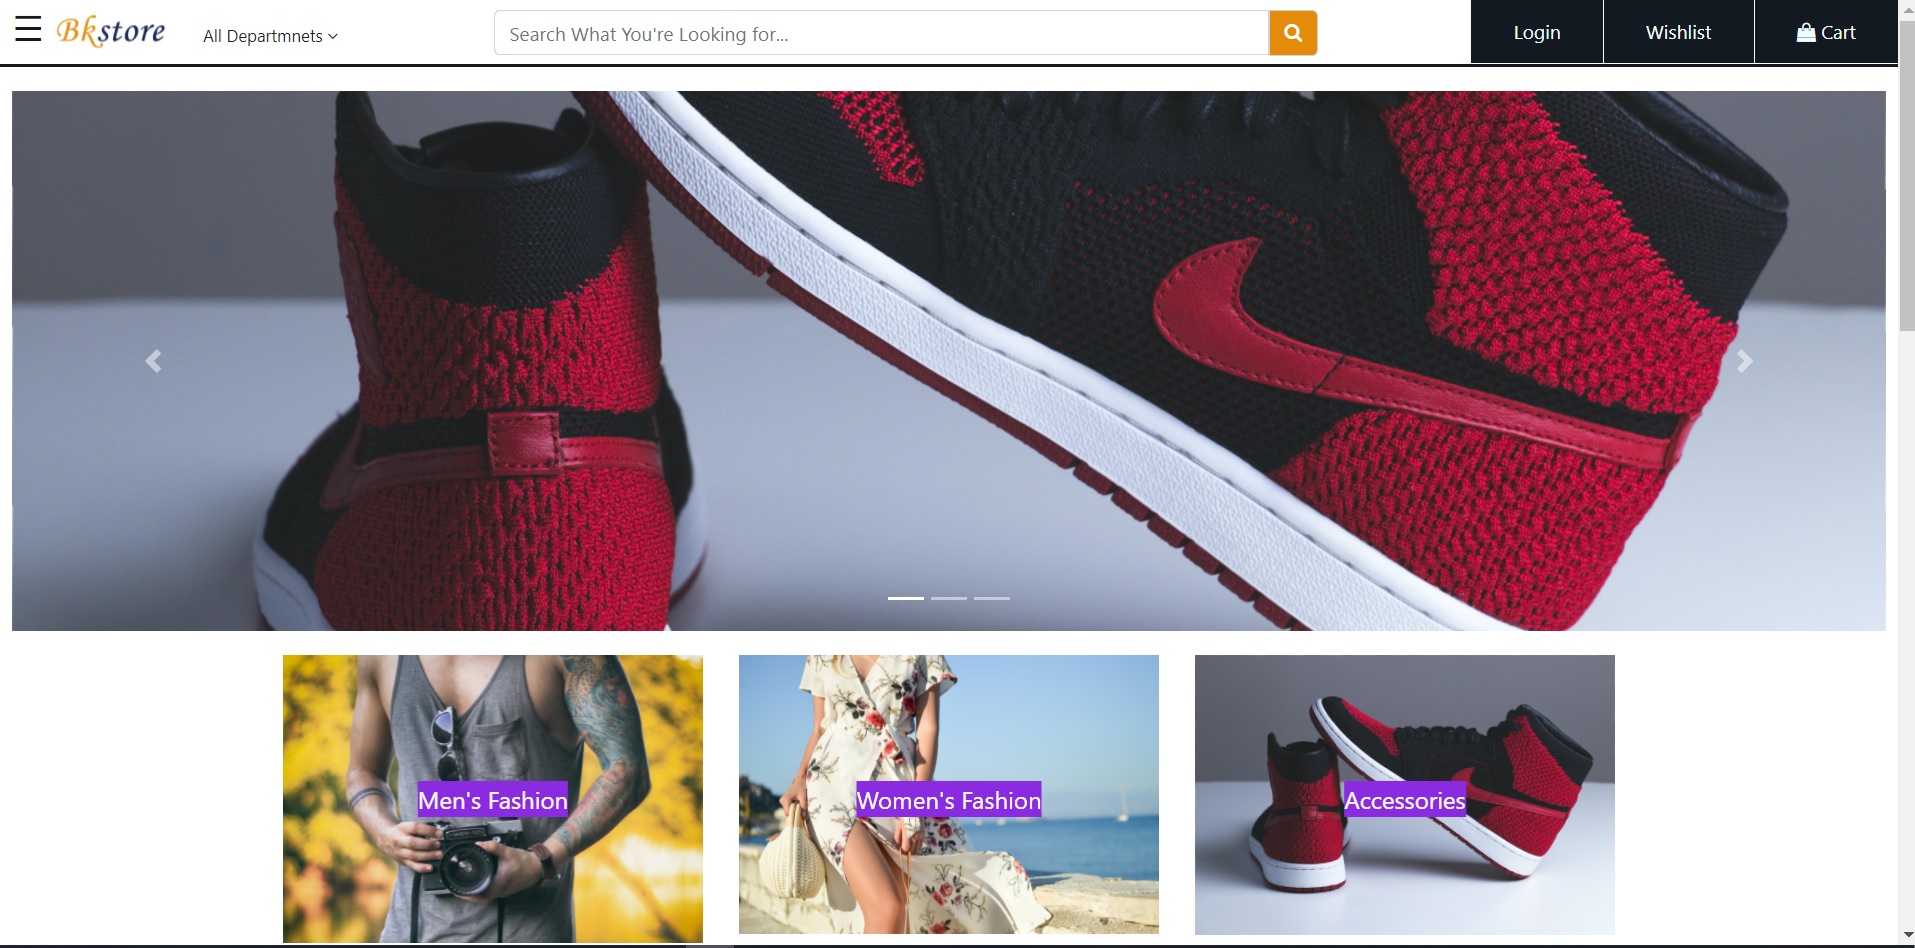 Bkstore
All Departmnets
Search What You're Looking for...
Login
Wishlist
Cart
Men's Fashion
Women's Fashion
Accessories